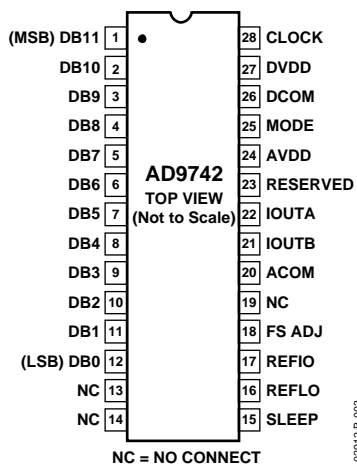 (MSB) DB11 1
28 CLOCK
DB10 2
27 DVDD
DB9 3
26 DCOM
DB8 4
25 MODE
DB7 5
24 AVDD
DB6 6
AD9742
23 RESERVED
TOP VIEW
DB5 7
(Not to Scale)
22 IOUTA
DB4 8
21 IOUTB
DB3 9
20 ACOM
DB2 10
19 NC
DB1 11
18 FS ADJ
(LSB) DB0 12
17 REFIO
NC 13
16 REFLO
NC 14
15 SLEEP
NC = NO CONNECT